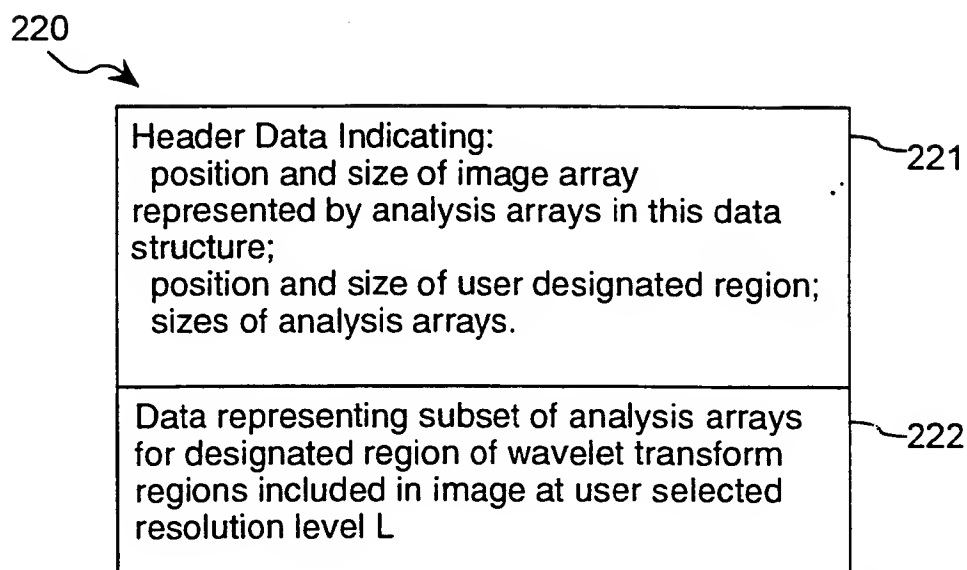 220
Header Data Indicating:
position and size of image array
represented by analysis arrays in this data
structure;
position and size of user designated region;
sizes of analysis arrays.
221
Data representing subset of analysis arrays
for designated region of wavelet transform
regions included in image at user selected
resolution level L
222